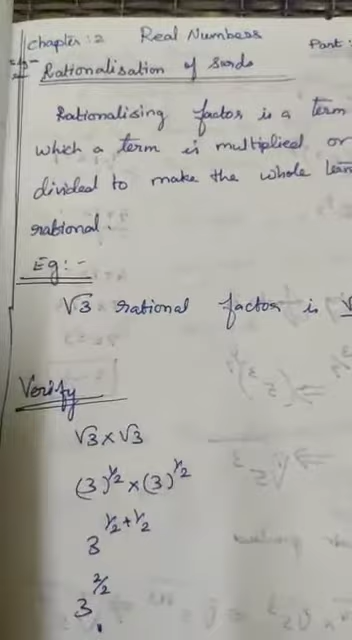 Chapter: 2 Real Numbers Part:
Rationalisation of Surds
Rationalising factor is a term
which a term is multiplied or
divided to make the whole term
rational.
Eg:-
√3 rational factor is √
Verify
√3 × √3
(3)^1/2 × (3)^1/2
3^1/2+1/2
3^2/2